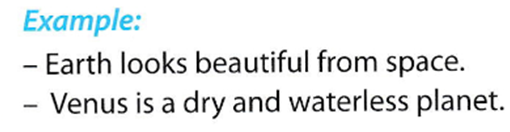 Example:
– Earth looks beautiful from space.
– Venus is a dry and waterless planet.